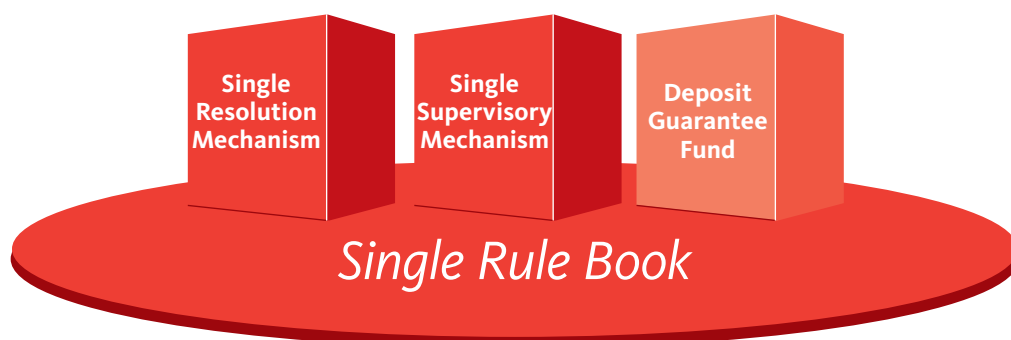 Single
Resolution
Mechanism
Single
Supervisory
Mechanism
Deposit
Guarantee
Fund
Single Rule Book